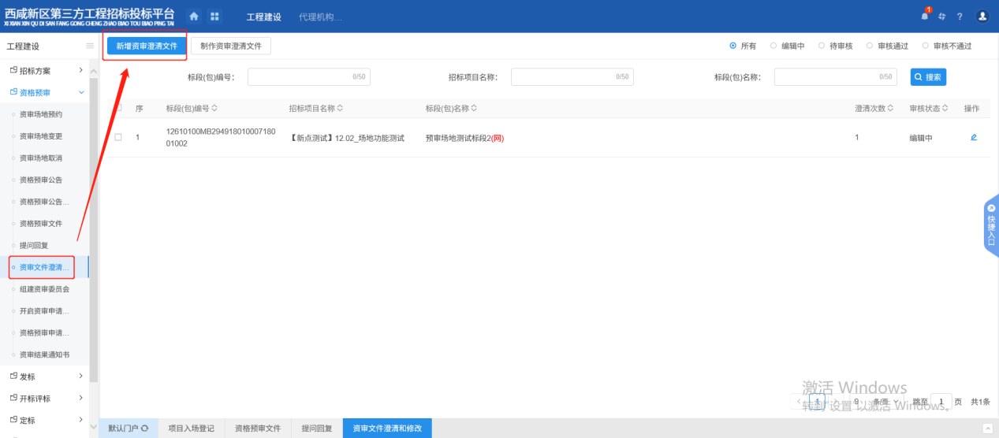 西咸新区第三方工程招标投标平台
XI XIAN XIN QU DI SAN FANG GONG CHENG ZHAO BIAO TOU BIAO PING TAI
工程建设
代理机构...
1
?
工程建设
新增资审澄清文件
制作资审澄清文件
所有
编辑中
待审核
审核通过
审核不通过
招标方案
标段(包)编号：
0/50
招标项目名称：
0/50
标段(包)名称：
0/50
搜索
资格预审
序
标段(包)编号
招标项目名称
标段(包)名称
澄清次数
审核状态
操作
资审场地预约
资审场地变更
资审场地取消
资格预审公告
资格预审公告...
资格预审文件
提问回复
资审文件澄清...
组建资审委员会
开启资审申请...
资格预审申请...
资审结果通知书
发标
开标评标
定标
1
12610100MB294918010007180
01002
【新点测试】12.02_场地功能测试
预审场地测试标段2(网)
1
编辑中
快捷入口
激活 Windows
转到"设置"以激活 Windows。
1
9
条/页
跳至
1
页
共1条
默认门户
项目入场登记
资格预审文件
提问回复
资审文件澄清和修改